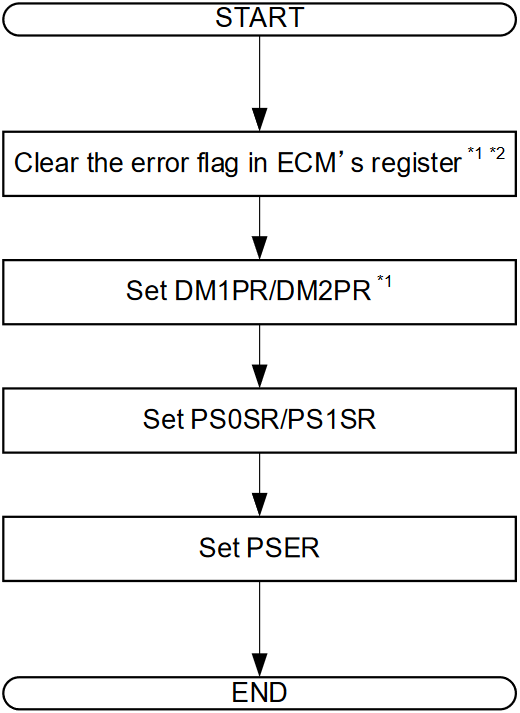 START
Clear the error flag in ECM’s register *1 *2
Set DM1PR/DM2PR *1
Set PS0SR/PS1SR
Set PSER
END